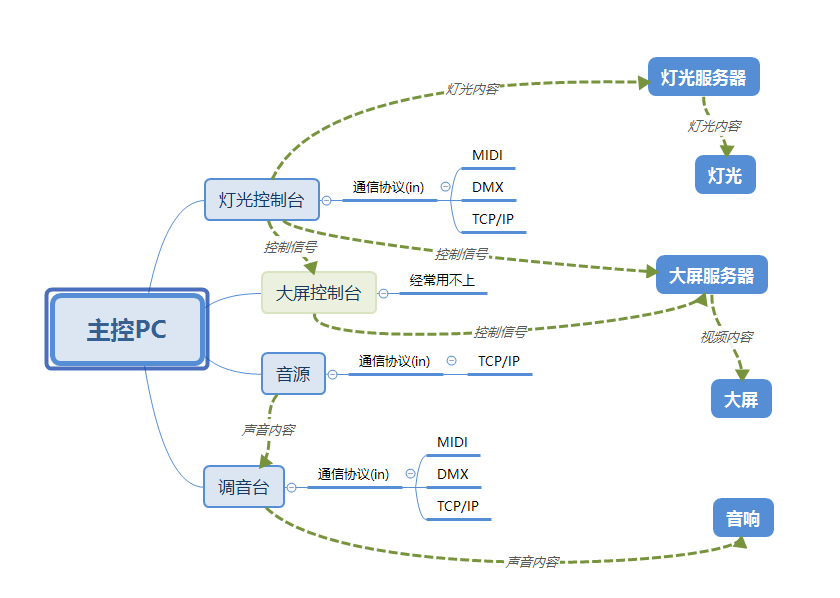 灯光服务器
灯光内容
灯光内容
灯光
MIDI
灯光控制台
通信协议(in)
DMX
TCP/IP
控制信号
控制信号
大屏服务器
大屏控制台
经常用不上
主控PC
控制信号
视频内容
音源
通信协议(in)
TCP/IP
大屏
声音内容
MIDI
调音台
通信协议(in)
DMX
TCP/IP
音响
声音内容